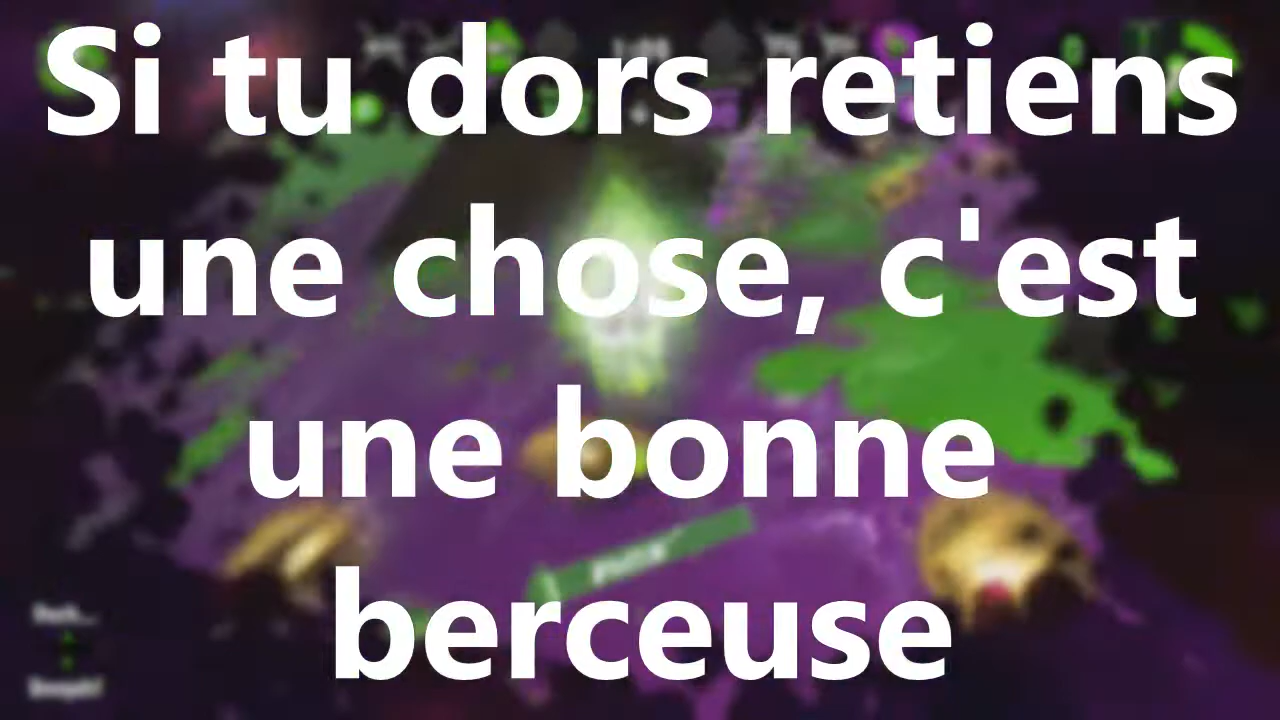 Si tu dors retiens
une chose, c'est
une bonne
berceuse